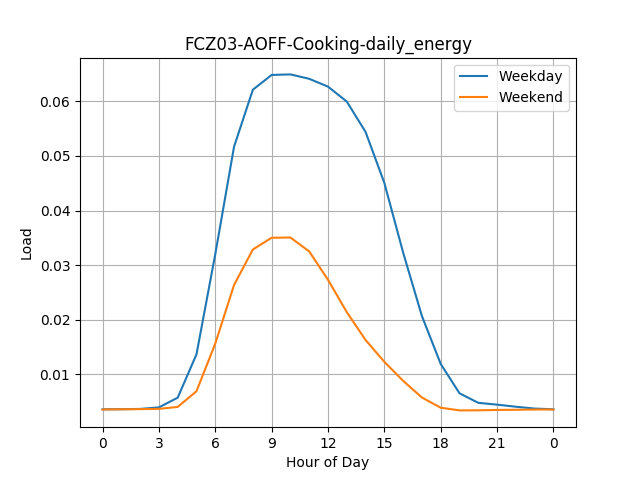 FCZ03-AOFF-Cooking-daily_energy
Weekday
Weekend
0.06
0.05
0.04
0.03
0.02
0.01
Load
0 3 6 9 12 15 18 21 0
Hour of Day